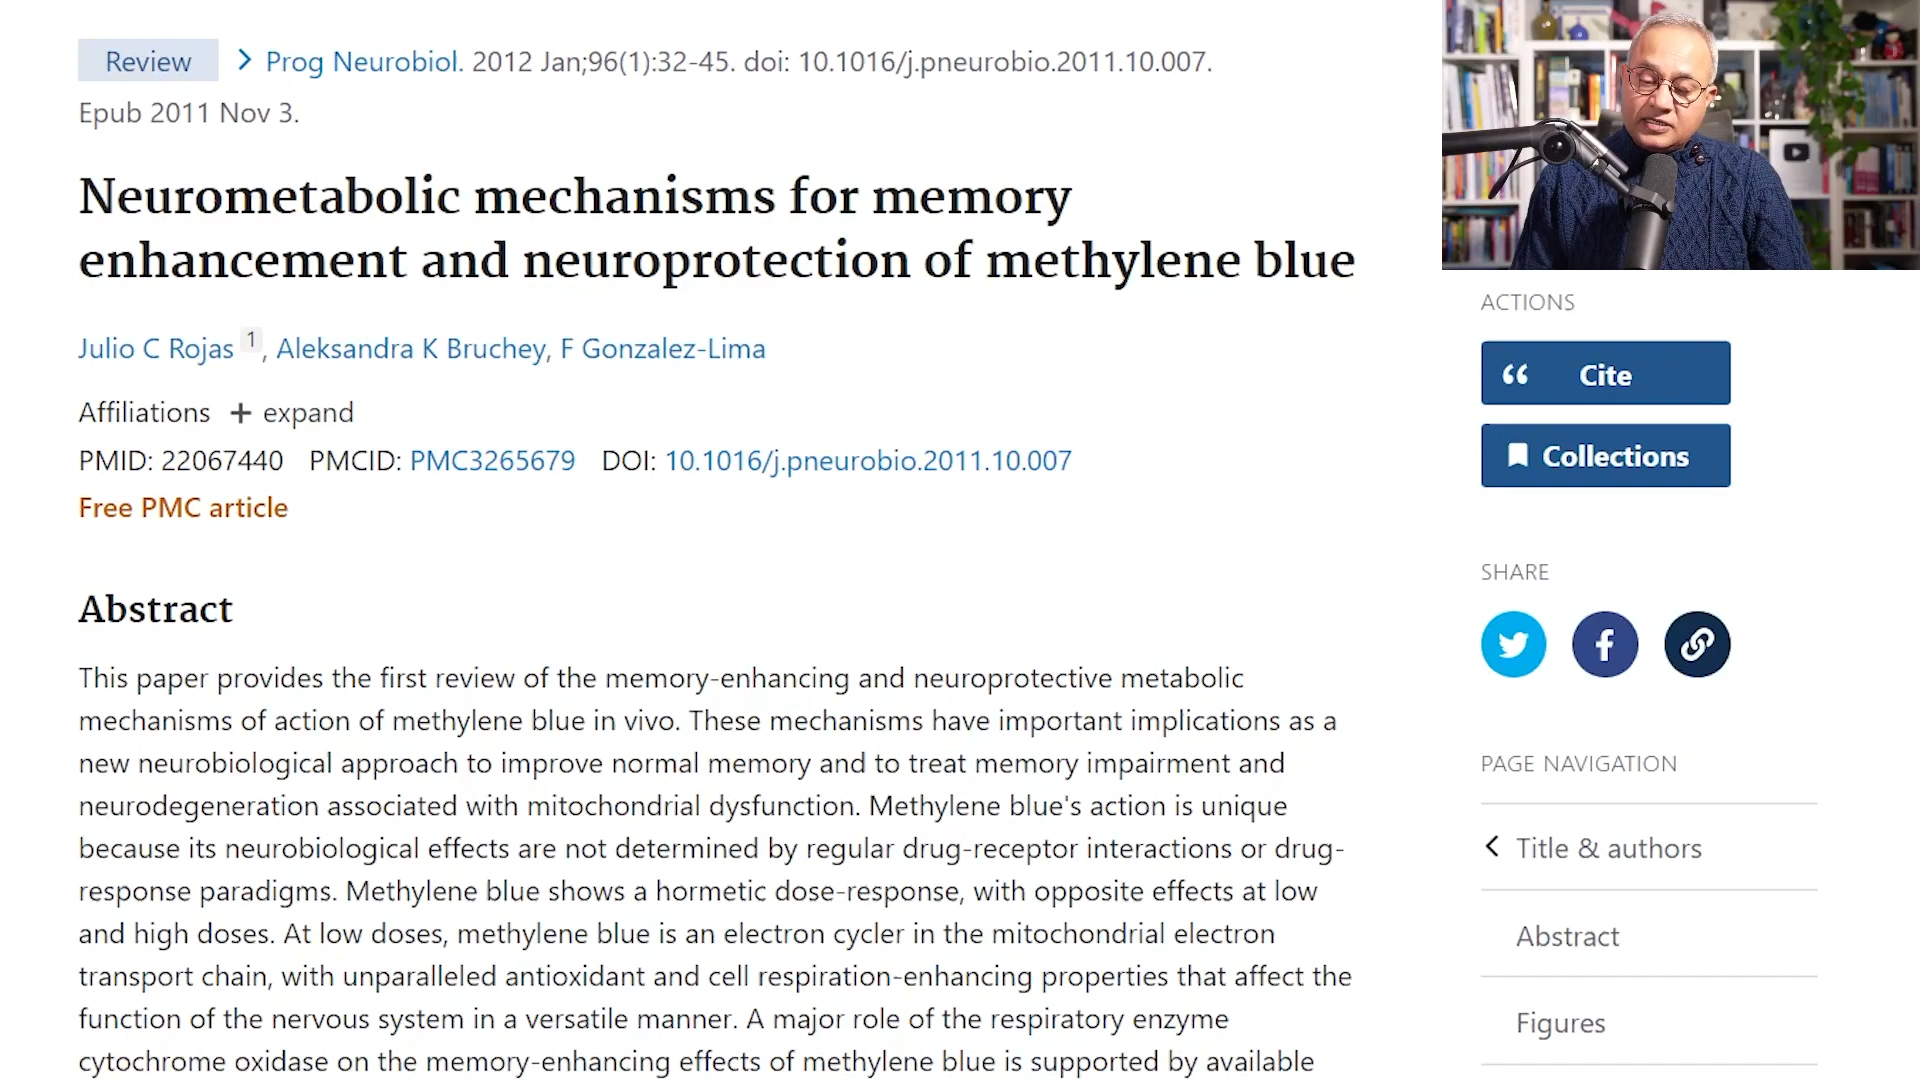 Review > Prog Neurobiol. 2012 Jan;96(1):32-45. doi: 10.1016/j.pneurobio.2011.10.007.
Epub 2011 Nov 3.
Neurometabolic mechanisms for memory
enhancement and neuroprotection of methylene blue
Julio C Rojas 1, Aleksandra K Bruchey, F Gonzalez-Lima
Affiliations + expand
PMID: 22067440 PMCID: PMC3265679 DOI: 10.1016/j.pneurobio.2011.10.007
Free PMC article
Abstract
This paper provides the first review of the memory-enhancing and neuroprotective metabolic
mechanisms of action of methylene blue in vivo. These mechanisms have important implications as a
new neurobiological approach to improve normal memory and to treat memory impairment and
neurodegeneration associated with mitochondrial dysfunction. Methylene blue's action is unique
because its neurobiological effects are not determined by regular drug-receptor interactions or drug-
response paradigms. Methylene blue shows a hormetic dose-response, with opposite effects at low
and high doses. At low doses, methylene blue is an electron cycler in the mitochondrial electron
transport chain, with unparalleled antioxidant and cell respiration-enhancing properties that affect the
function of the nervous system in a versatile manner. A major role of the respiratory enzyme
cytochrome oxidase on the memory-enhancing effects of methylene blue is supported by available
ACTIONS
Cite
Collections
SHARE
PAGE NAVIGATION
Title & authors
Abstract
Figures